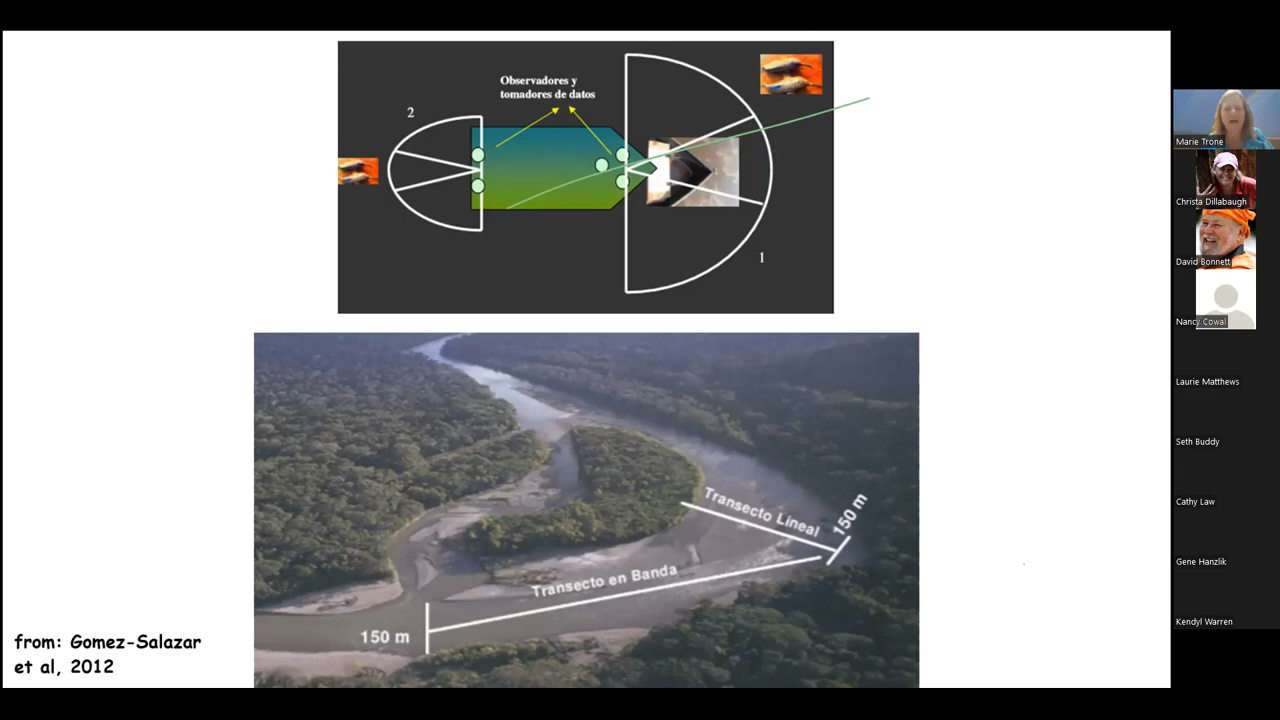 Observadores y
tomadores de datos
2
1
Transecto Lineal
150 m
Transecto en Banda
150 m
from: Gomez-Salazar
et al, 2012
Marie Trone
Christa Dillabaugh
David Bonnett
Nancy Cowal
Laurie Matthews
Seth Buddy
Cathy Law
Gene Hanzlik
Kendyl Warren